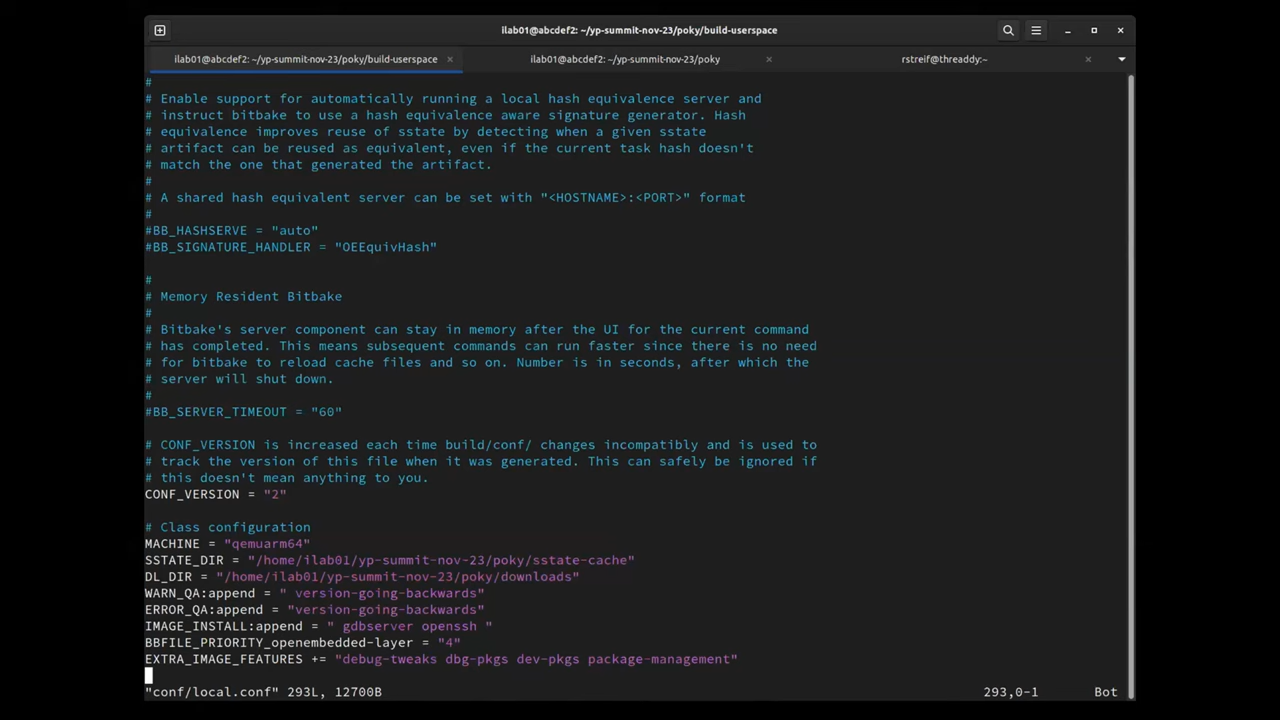 ilab01@abcdef2: ~/yp-summit-nov-23/poky/build-userspace
ilab01@abcdef2: ~/yp-summit-nov-23/poky/build-userspace
ilab01@abcdef2: ~/yp-summit-nov-23/poky
rstreif@threaddy:~
#
# Enable support for automatically running a local hash equivalence server and
# instruct bitbake to use a hash equivalence aware signature generator. Hash
# equivalence improves reuse of sstate by detecting when a given sstate
# artifact can be reused as equivalent, even if the current task hash doesn't
# match the one that generated the artifact.
#
# A shared hash equivalent server can be set with "<HOSTNAME>:<PORT>" format
#
#BB_HASHSERVE = "auto"
#BB_SIGNATURE_HANDLER = "OEEquivHash"
#
# Memory Resident Bitbake
#
# Bitbake's server component can stay in memory after the UI for the current command
# has completed. This means subsequent commands can run faster since there is no need
# for bitbake to reload cache files and so on. Number is in seconds, after which the
# server will shut down.
#
#BB_SERVER_TIMEOUT = "60"
# CONF_VERSION is increased each time build/conf/ changes incompatibly and is used to
# track the version of this file when it was generated. This can safely be ignored if
# this doesn't mean anything to you.
CONF_VERSION = "2"
# Class configuration
MACHINE = "qemuarm64"
SSTATE_DIR = "/home/ilab01/yp-summit-nov-23/poky/sstate-cache"
DL_DIR = "/home/ilab01/yp-summit-nov-23/poky/downloads"
WARN_QA:append = " version-going-backwards"
ERROR_QA:append = "version-going-backwards"
IMAGE_INSTALL:append = " gdbserver openssh "
BBFILE_PRIORITY_openembedded-layer = "4"
EXTRA_IMAGE_FEATURES += "debug-tweaks dbg-pkgs dev-pkgs package-management"
"conf/local.conf" 293L, 12700B 293,0-1 Bot